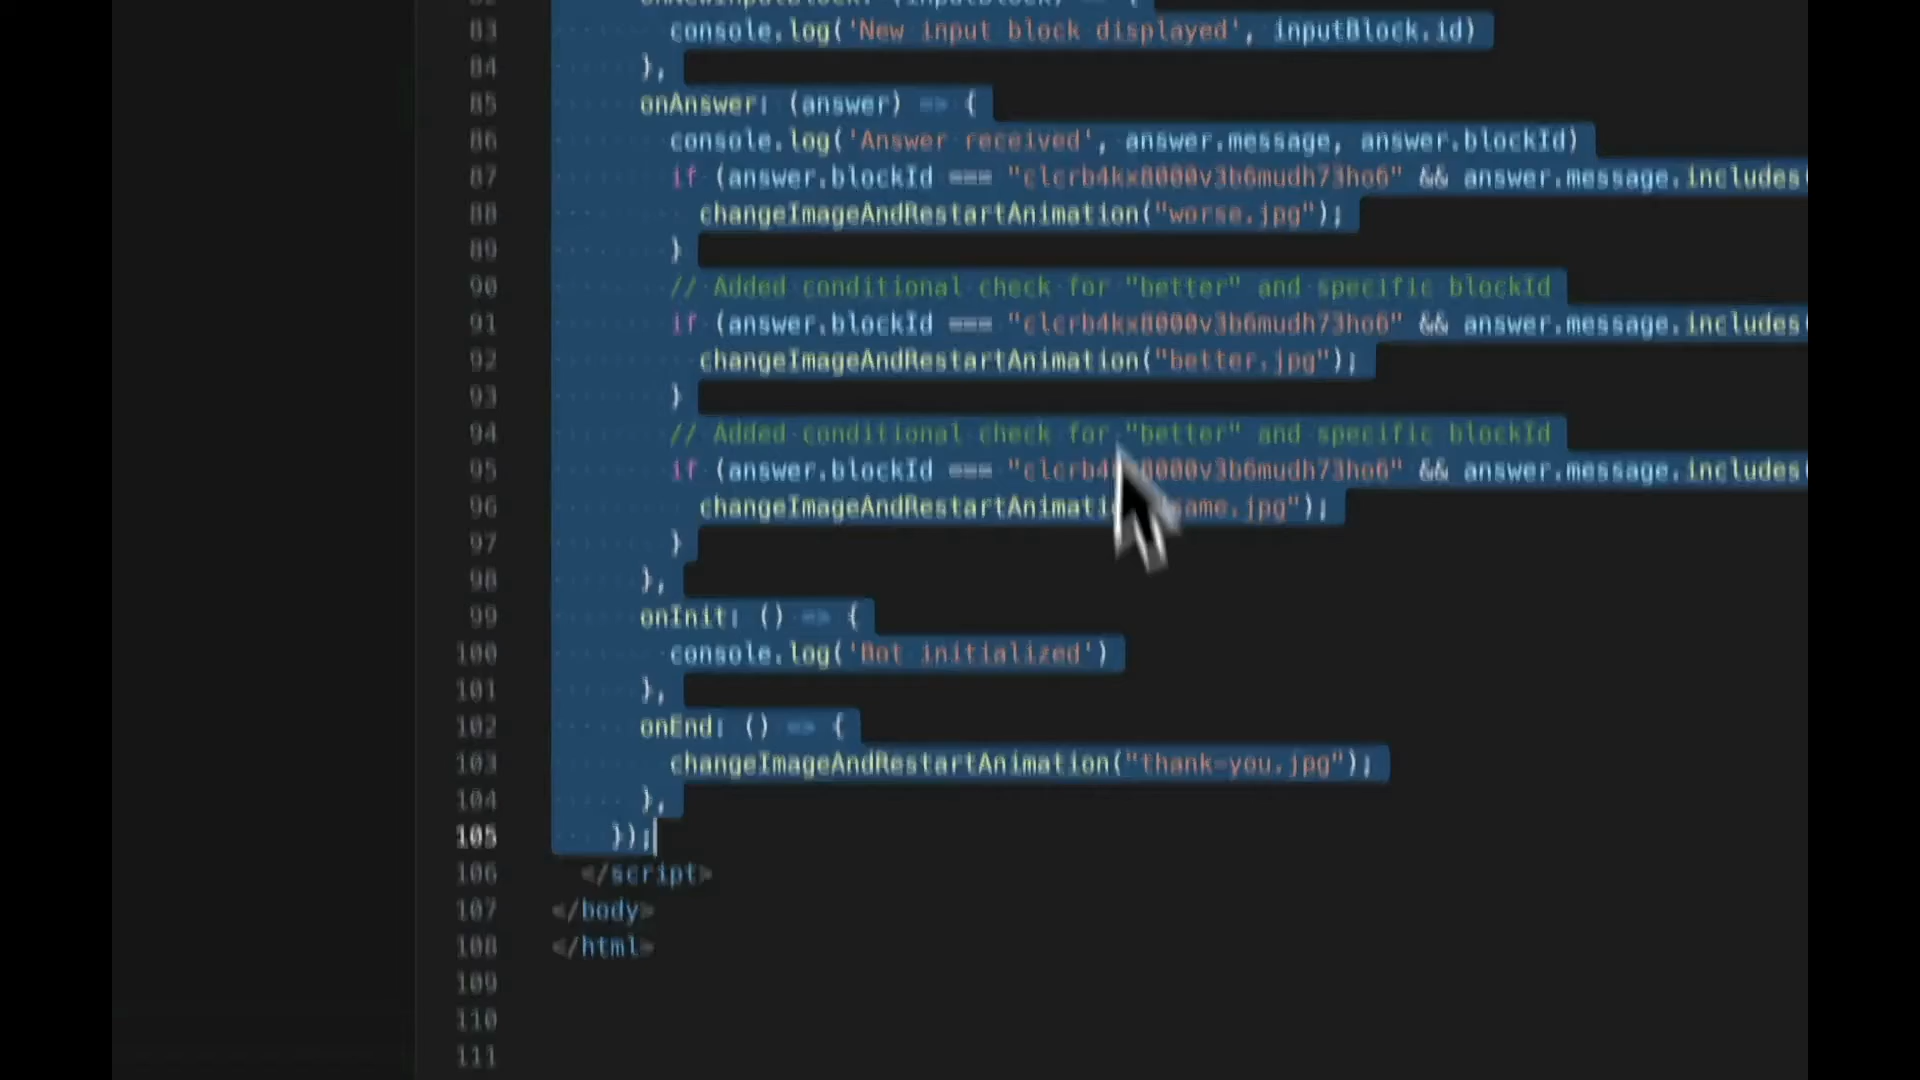 83 console.log('New input block displayed', inputBlock.id)
84 },
85 onAnswer: (answer) => {
86 console.log('Answer received', answer.message, answer.blockId)
87 if (answer.blockId === "clcrb4kx8000v3b6mudh73ho6" && answer.message.includes(
88 changeImageAndRestartAnimation("worse.jpg");
89 }
90 // Added conditional check for "better" and specific blockId
91 if (answer.blockId === "clcrb4kx8000v3b6mudh73ho6" && answer.message.includes(
92 changeImageAndRestartAnimation("better.jpg");
93 }
94 // Added conditional check for "better" and specific blockId
95 if (answer.blockId === "clcrb4 8000v3b6mudh73ho6" && answer.message.includes(
96 changeImageAndRestartAnimati ame.jpg");
97 }
98 },
99 onInit: () => {
100 console.log('Bot initialized')
101 },
102 onEnd: () => {
103 changeImageAndRestartAnimation("thank-you.jpg");
104 },
105 });
106 </script>
107 </body>
108 </html>
109
110
111